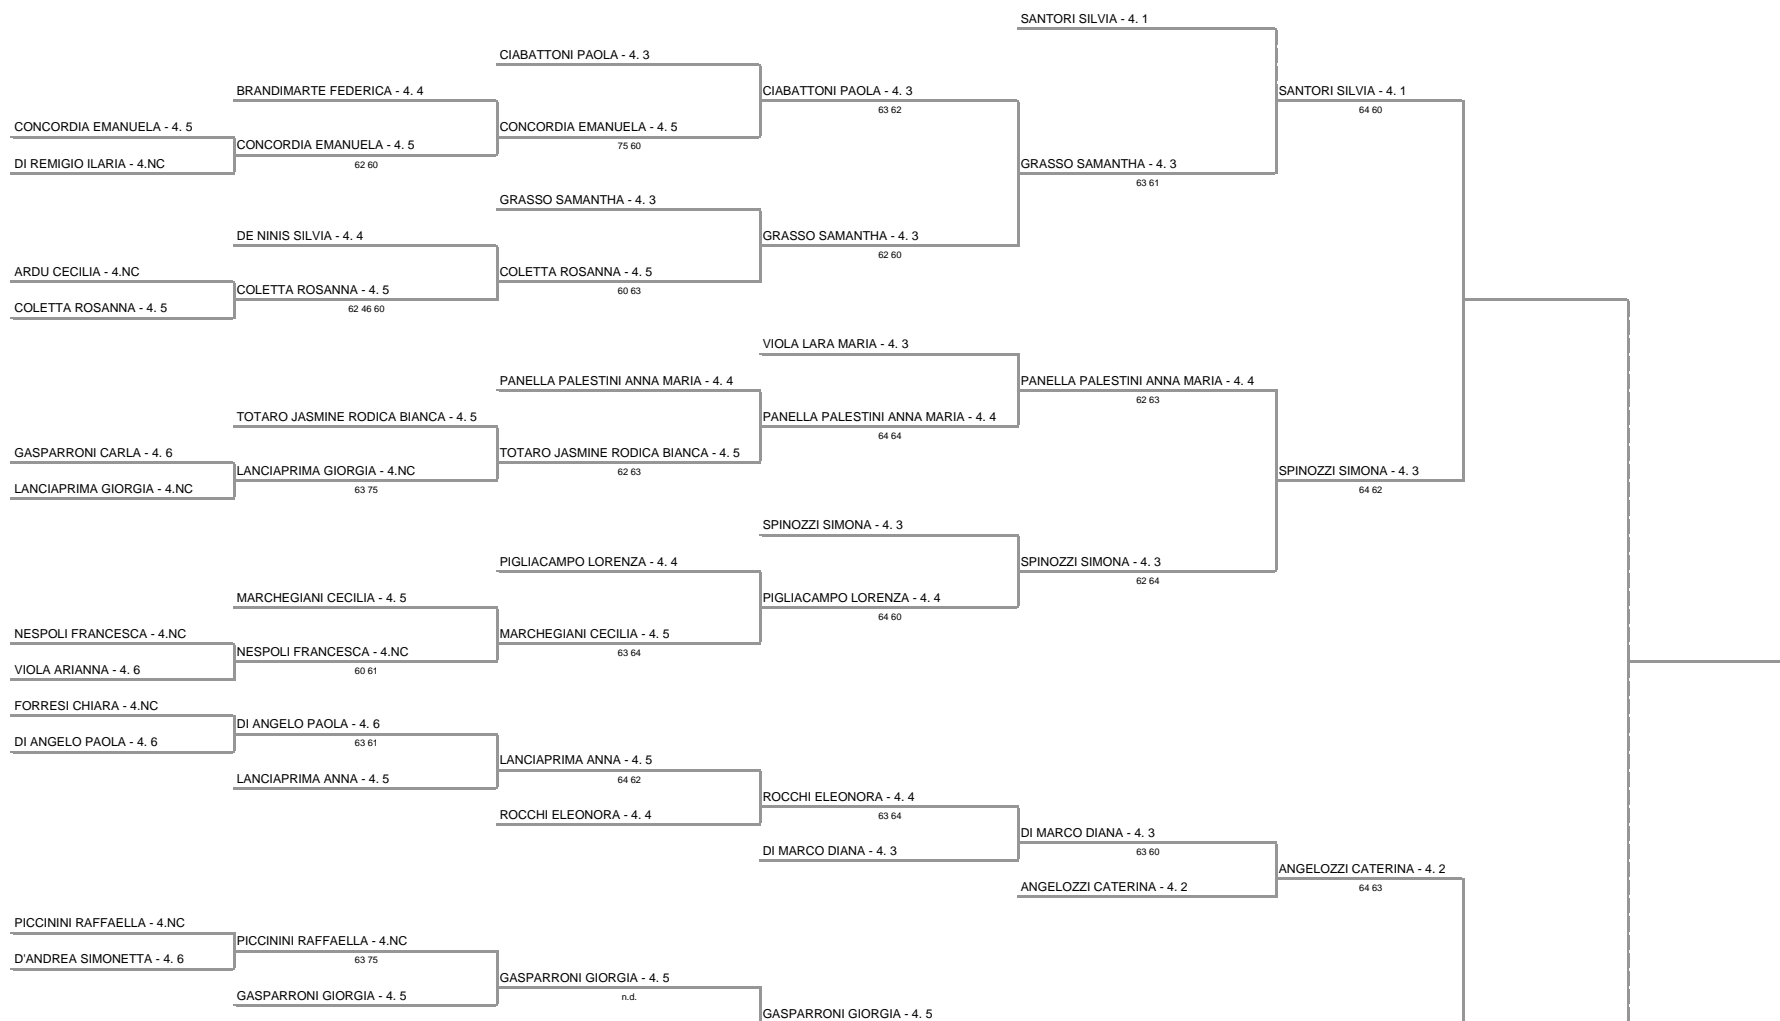 SANTORI SILVIA - 4. 1
CIABATTONI PAOLA - 4. 3
BRANDIMARTE FEDERICA - 4. 4
CIABATTONI PAOLA - 4. 3
SANTORI SILVIA - 4. 1
63 62
64 60
CONCORDIA EMANUELA - 4. 5
CONCORDIA EMANUELA - 4. 5
CONCORDIA EMANUELA - 4. 5
75 60
DI REMIGIO ILARIA - 4.NC
62 60
GRASSO SAMANTHA - 4. 3
63 61
GRASSO SAMANTHA - 4. 3
DE NINIS SILVIA - 4. 4
GRASSO SAMANTHA - 4. 3
62 60
ARDU CECILIA - 4.NC
COLETTA ROSANNA - 4. 5
COLETTA ROSANNA - 4. 5
60 63
COLETTA ROSANNA - 4. 5
62 46 60
VIOLA LARA MARIA - 4. 3
PANELLA PALESTINI ANNA MARIA - 4. 4
PANELLA PALESTINI ANNA MARIA - 4. 4
62 63
TOTARO JASMINE RODICA BIANCA - 4. 5
PANELLA PALESTINI ANNA MARIA - 4. 4
64 64
GASPARRONI CARLA - 4. 6
TOTARO JASMINE RODICA BIANCA - 4. 5
LANCIAPRIMA GIORGIA - 4.NC
62 63
SPINOZZI SIMONA - 4. 3
LANCIAPRIMA GIORGIA - 4.NC
63 75
64 62
SPINOZZI SIMONA - 4. 3
PIGLIACAMPO LORENZA - 4. 4
SPINOZZI SIMONA - 4. 3
62 64
MARCHEGIANI CECILIA - 4. 5
PIGLIACAMPO LORENZA - 4. 4
64 60
NESPOLI FRANCESCA - 4.NC
MARCHEGIANI CECILIA - 4. 5
NESPOLI FRANCESCA - 4.NC
63 64
VIOLA ARIANNA - 4. 6
60 61
FORRESI CHIARA - 4.NC
DI ANGELO PAOLA - 4. 6
DI ANGELO PAOLA - 4. 6
63 61
LANCIAPRIMA ANNA - 4. 5
LANCIAPRIMA ANNA - 4. 5
64 62
ROCCHI ELEONORA - 4. 4
ROCCHI ELEONORA - 4. 4
63 64
DI MARCO DIANA - 4. 3
DI MARCO DIANA - 4. 3
63 60
ANGELOZZI CATERINA - 4. 2
ANGELOZZI CATERINA - 4. 2
64 63
PICCININI RAFFAELLA - 4.NC
PICCININI RAFFAELLA - 4.NC
D'ANDREA SIMONETTA - 4. 6
63 75
GASPARRONI GIORGIA - 4. 5
GASPARRONI GIORGIA - 4. 5
n.d.
GASPARRONI GIORGIA - 4. 5